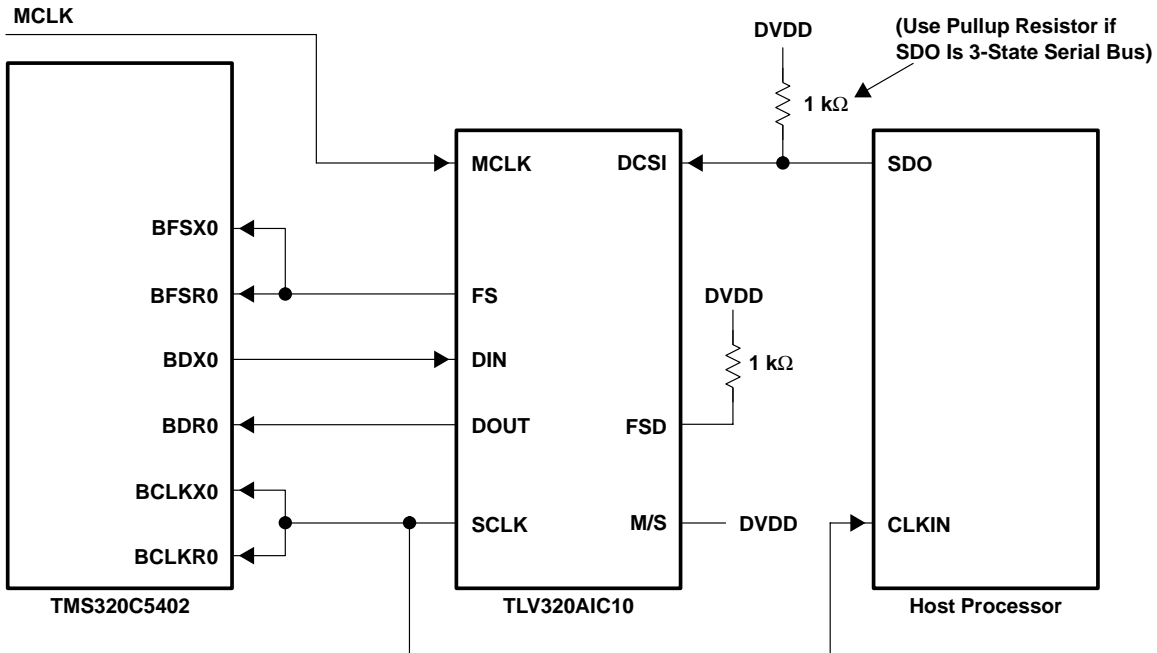 MCLK
DVDD
(Use Pullup Resistor if
SDO Is 3-State Serial Bus)
1 kΩ
MCLK
DCSI
SDO
BFSX0
BFSR0
FS
DVDD
BDX0
DIN
1 kΩ
BDR0
DOUT
FSD
BCLKX0
SCLK
M/S
DVDD
CLKIN
BCLKR0
TMS320C5402
TLV320AIC10
Host Processor